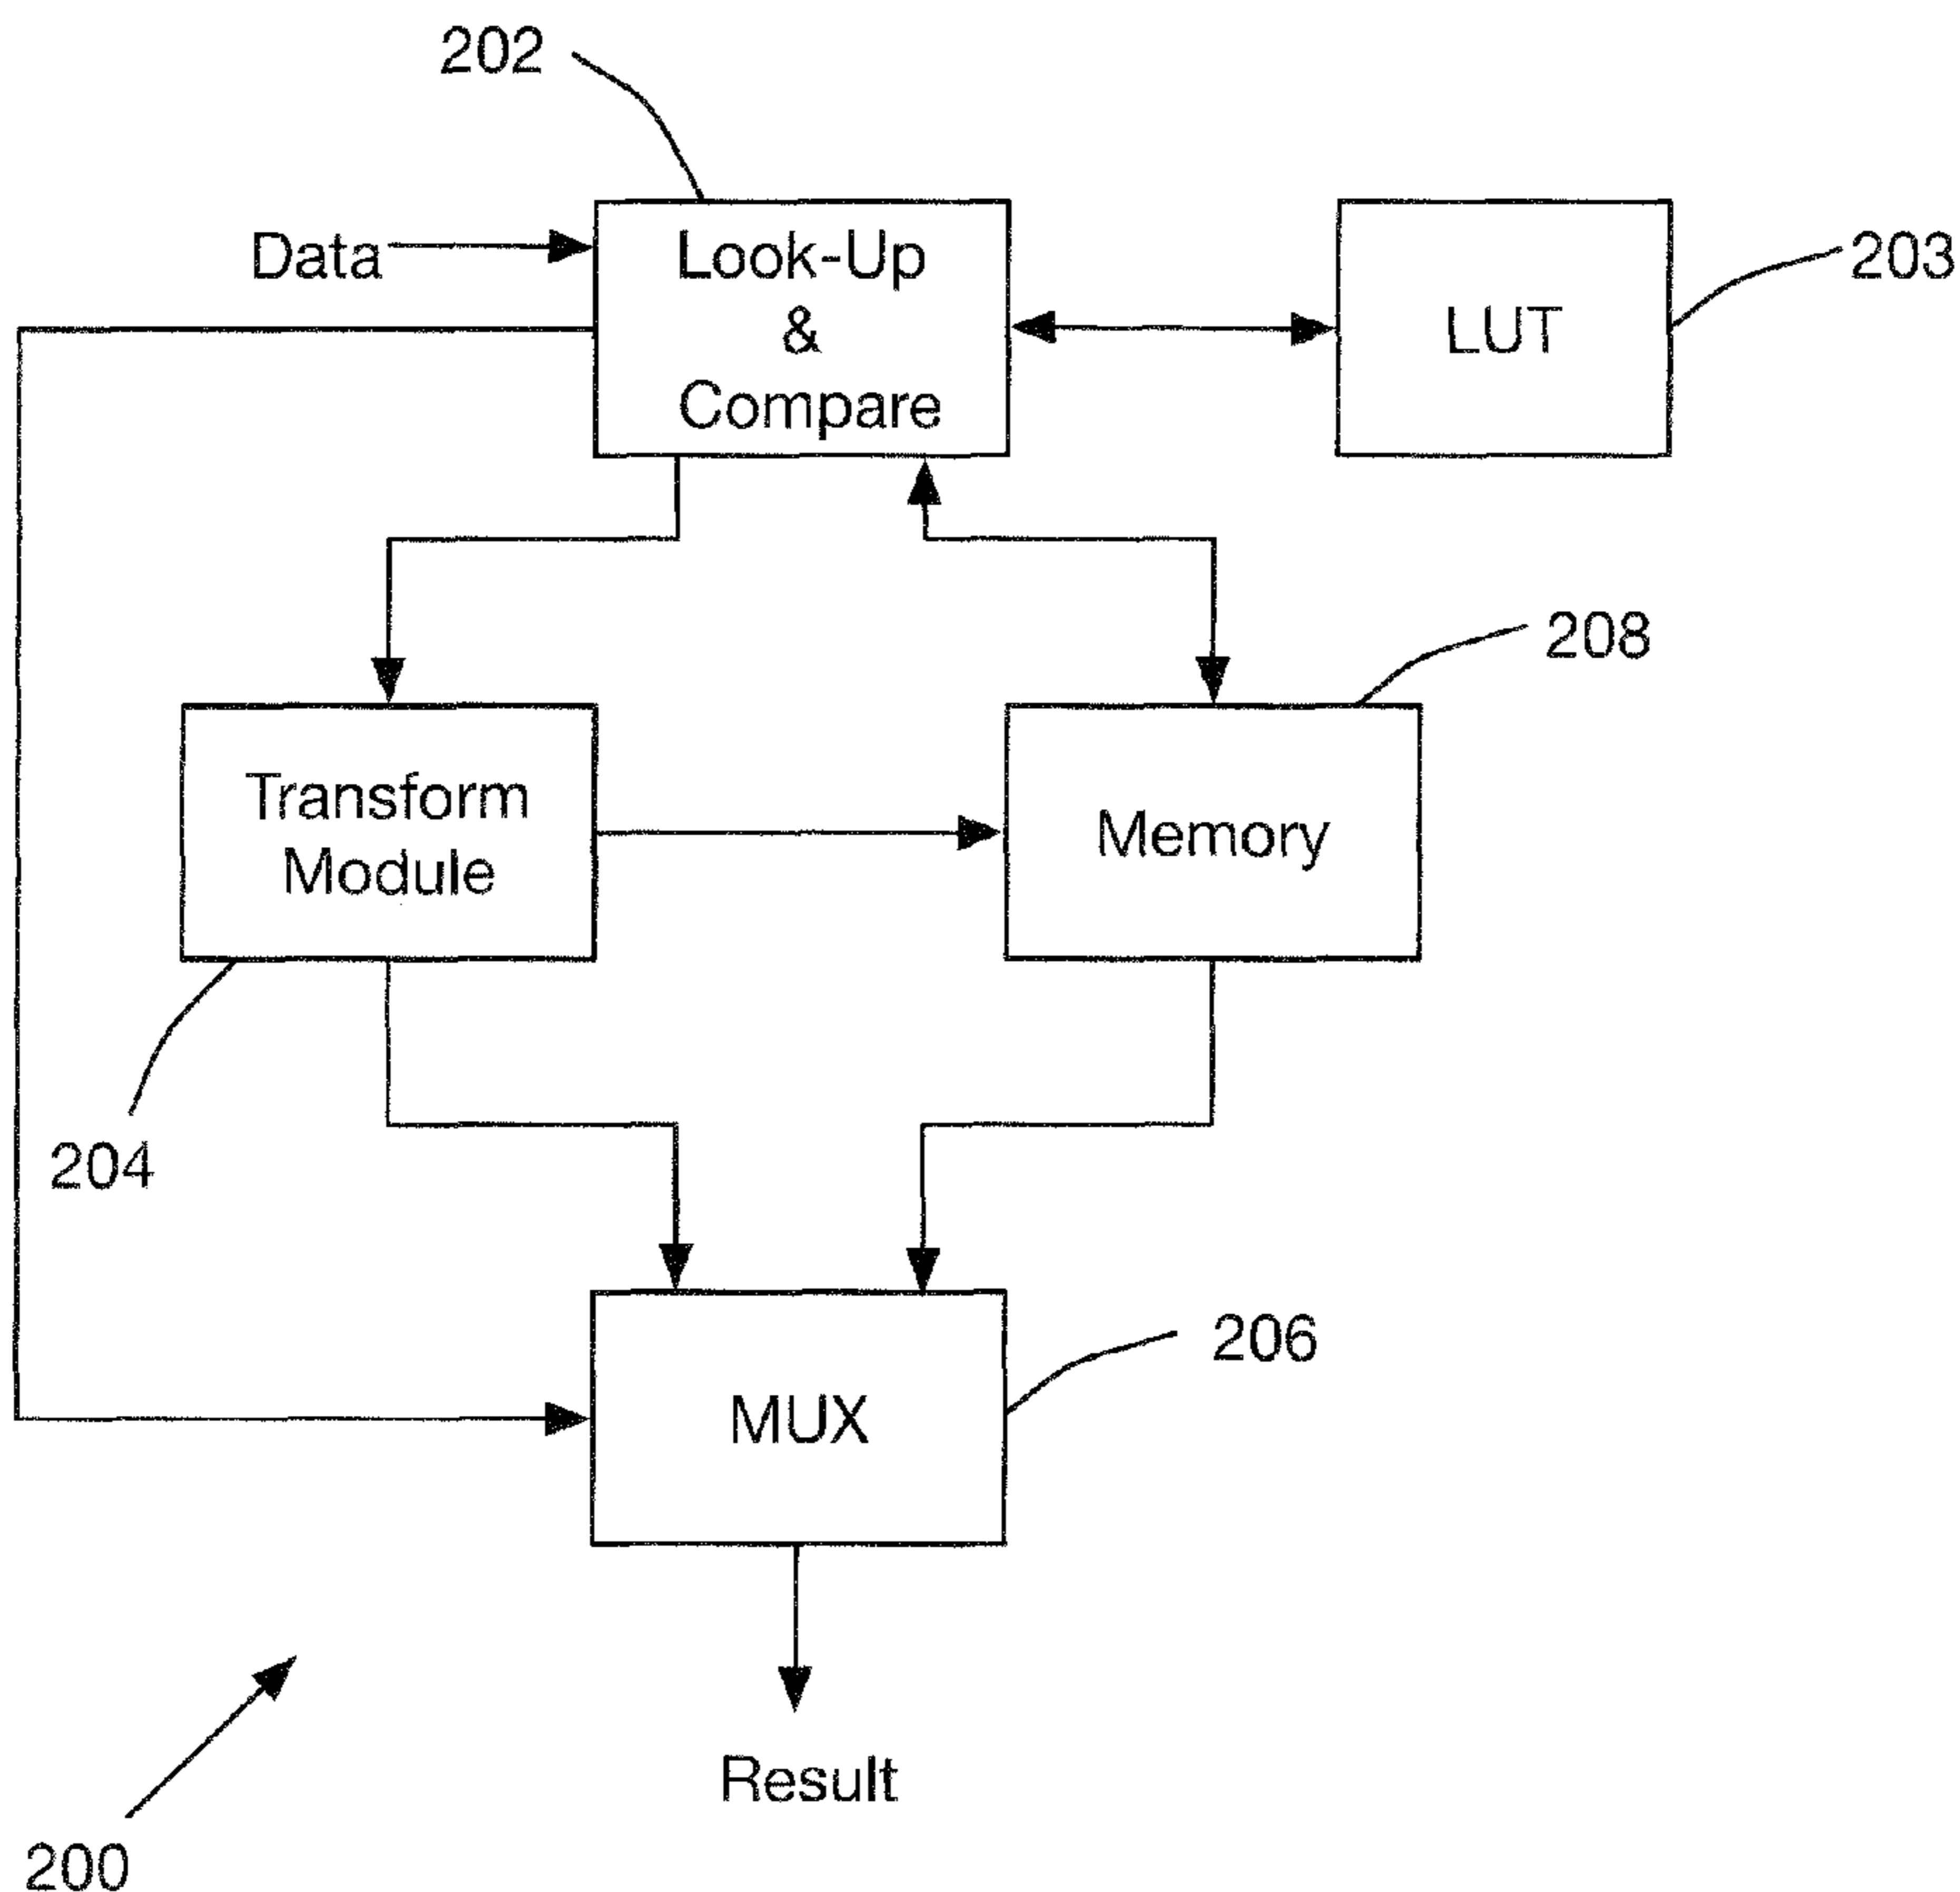 202
Data
Look-Up
&
Compare
LUT
203
208
Transform
Module
Memory
204
206
MUX
Result
200